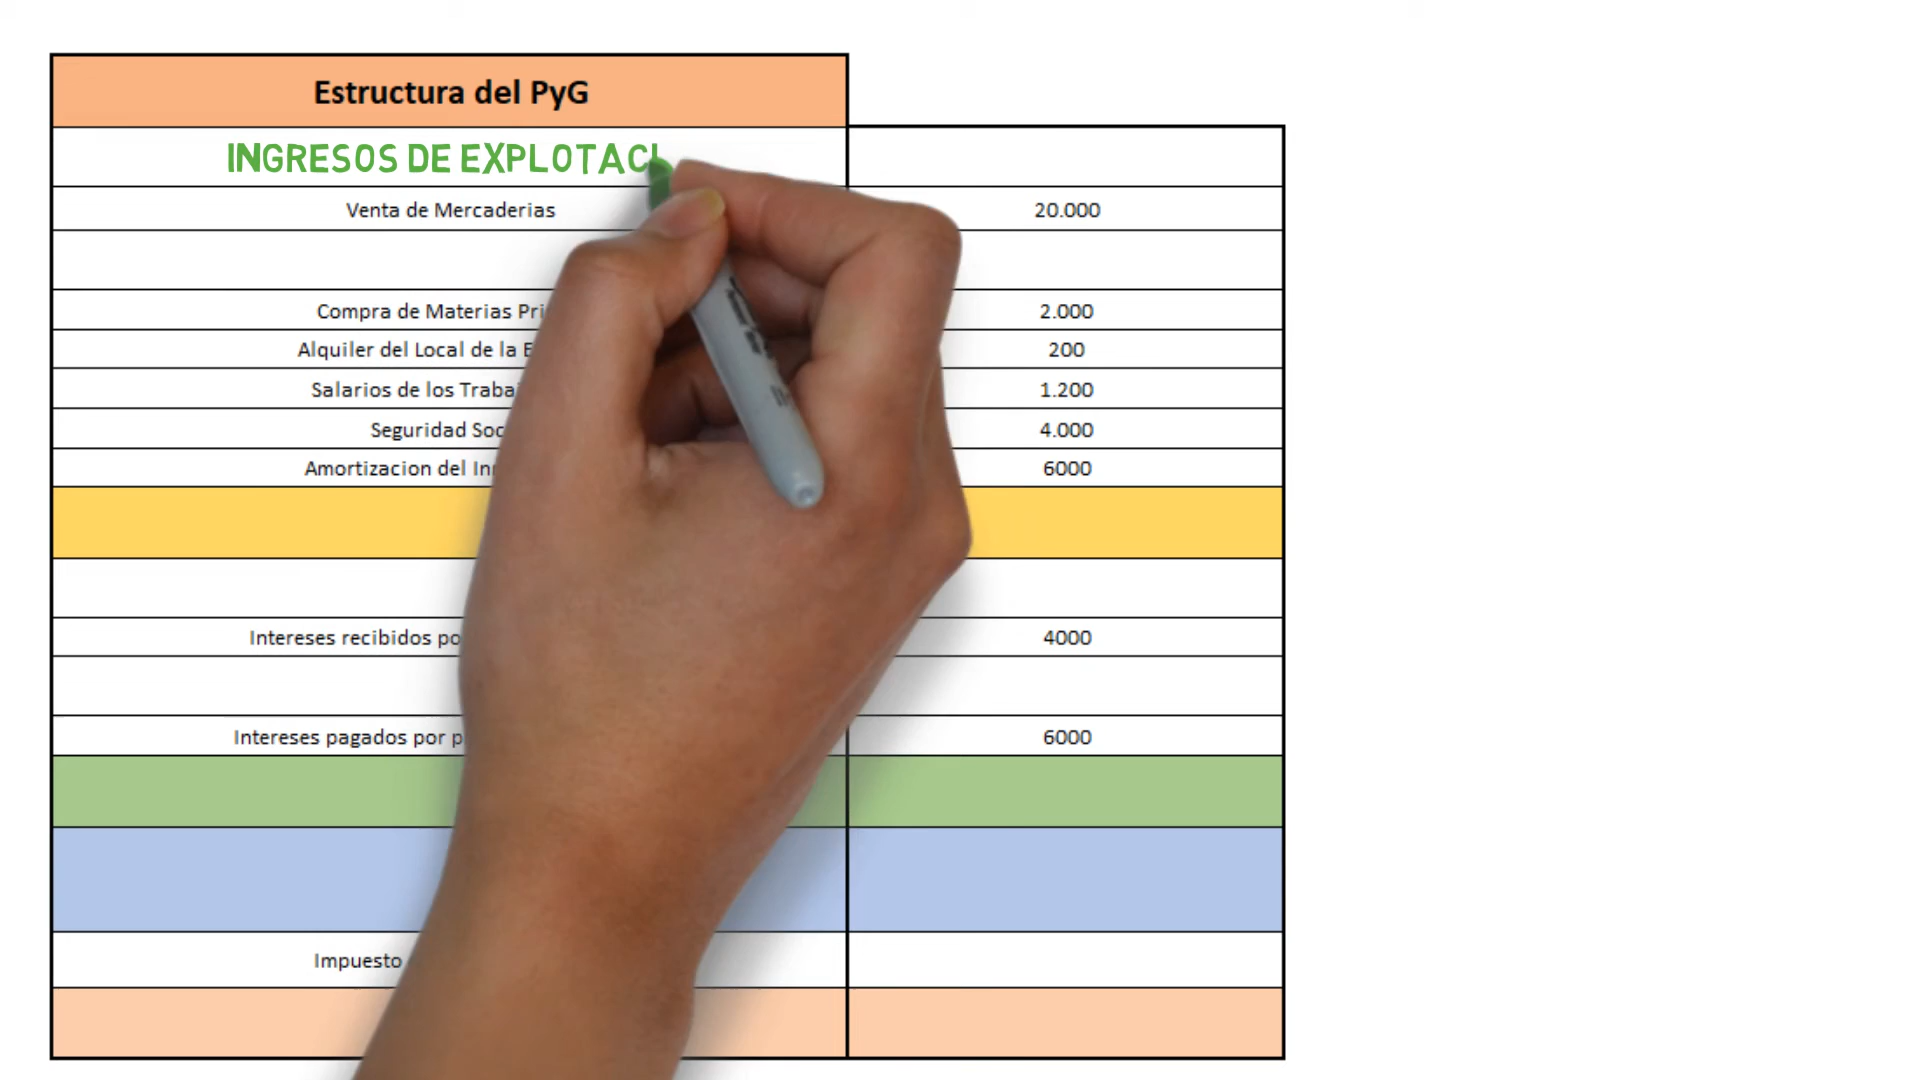 Estructura del PyG
INGRESOS DE EXPLOTACI
Venta de Mercaderias 20.000
Compra de Materias Pri 2.000
Alquiler del Local de la E 200
Salarios de los Traba 1.200
Seguridad Soc 4.000
Amortizacion del In 6000
Intereses recibidos po 4000
Intereses pagados por p 6000
Impuesto